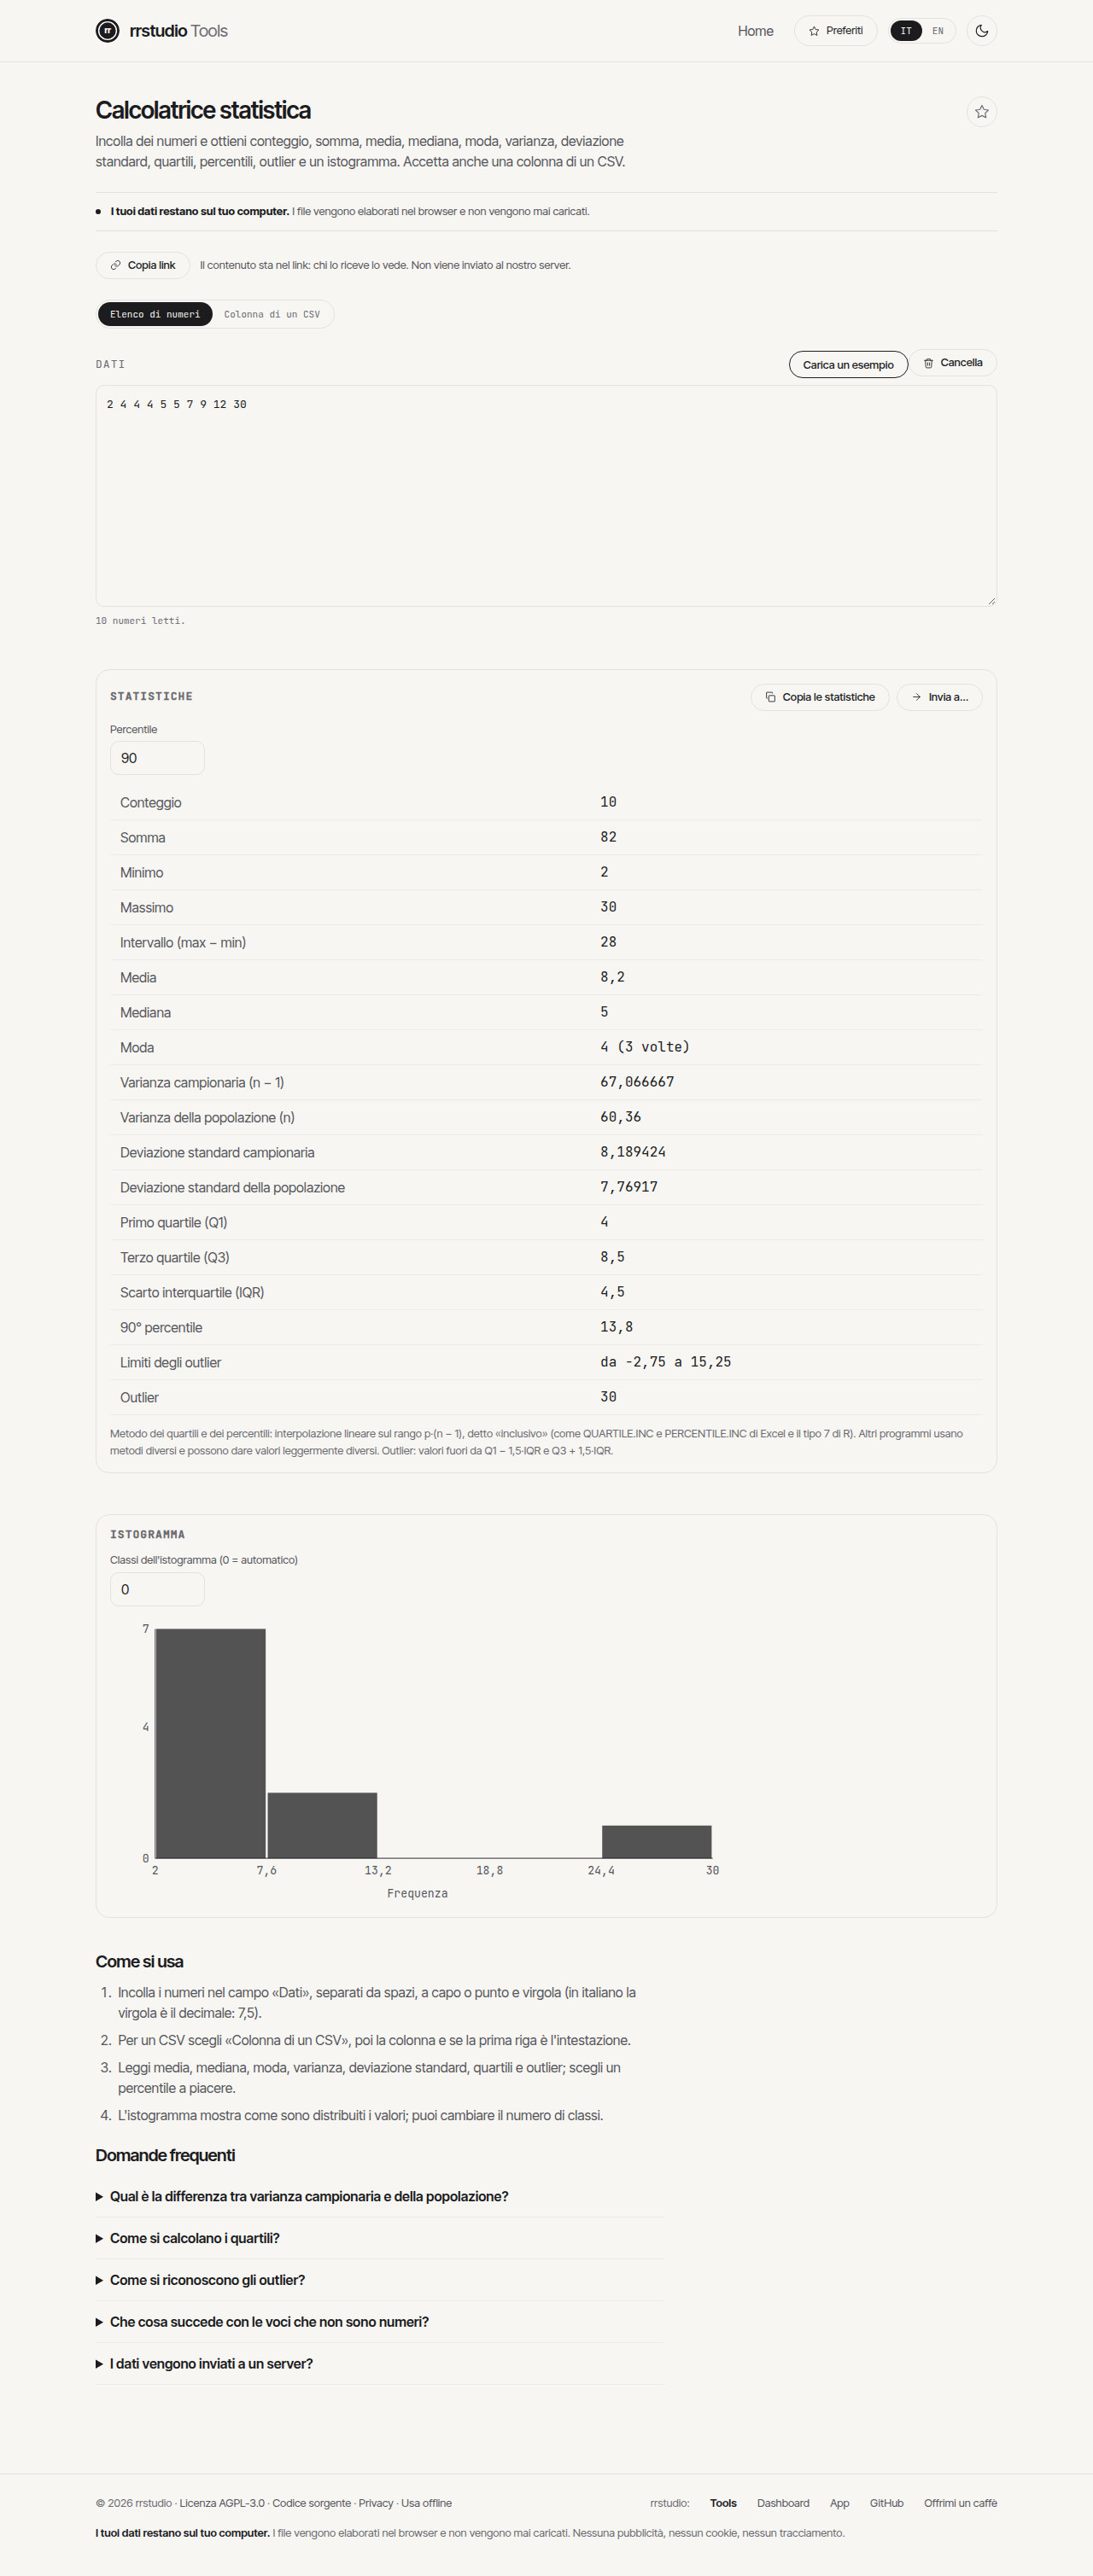 rr rrstudio Tools
Home
Preferiti
IT EN
Calcolatrice statistica
Incolla dei numeri e ottieni conteggio, somma, media, mediana, moda, varianza, deviazione
standard, quartili, percentili, outlier e un istogramma. Accetta anche una colonna di un CSV.
I tuoi dati restano sul tuo computer. I file vengono elaborati nel browser e non vengono mai caricati.
Copia link Il contenuto sta nel link: chi lo riceve lo vede. Non viene inviato al nostro server.
Elenco di numeri Colonna di un CSV
DATI Carica un esempio Cancella
2 4 4 4 5 5 7 9 12 30
10 numeri letti.
STATISTICHE Copia le statistiche Invia a...
Percentile
90
Conteggio 10
Somma 82
Minimo 2
Massimo 30
Intervallo (max − min) 28
Media 8,2
Mediana 5
Moda 4 (3 volte)
Varianza campionaria (n − 1) 67,066667
Varianza della popolazione (n) 60,36
Deviazione standard campionaria 8,189424
Deviazione standard della popolazione 7,76917
Primo quartile (Q1) 4
Terzo quartile (Q3) 8,5
Scarto interquartile (IQR) 4,5
90° percentile 13,8
Limiti degli outlier da -2,75 a 15,25
Outlier 30
Metodo dei quartili e dei percentili: interpolazione lineare sul rango p·(n − 1), detto «inclusivo» (come QUARTILE.INC e PERCENTILE.INC di Excel e il tipo 7 di R). Altri programmi usano
metodi diversi e possono dare valori leggermente diversi. Outlier: valori fuori da Q1 − 1,5·IQR e Q3 + 1,5·IQR.
ISTOGRAMMA
Classi dell'istogramma (0 = automatico)
0
7
4
0
2 7,6 13,2 18,8 24,4 30
Frequenza
Come si usa
1. Incolla i numeri nel campo «Dati», separati da spazi, a capo o punto e virgola (in italiano la
virgola è il decimale: 7,5).
2. Per un CSV scegli «Colonna di un CSV», poi la colonna e se la prima riga è l'intestazione.
3. Leggi media, mediana, moda, varianza, deviazione standard, quartili e outlier; scegli un
percentile a piacere.
4. L'istogramma mostra come sono distribuiti i valori; puoi cambiare il numero di classi.
Domande frequenti
Qual è la differenza tra varianza campionaria e della popolazione?
Come si calcolano i quartili?
Come si riconoscono gli outlier?
Che cosa succede con le voci che non sono numeri?
I dati vengono inviati a un server?
© 2026 rrstudio · Licenza AGPL-3.0 · Codice sorgente · Privacy · Usa offline
rrstudio: Tools Dashboard App GitHub Offrimi un caffè
I tuoi dati restano sul tuo computer. I file vengono elaborati nel browser e non vengono mai caricati. Nessuna pubblicità, nessun cookie, nessun tracciamento.